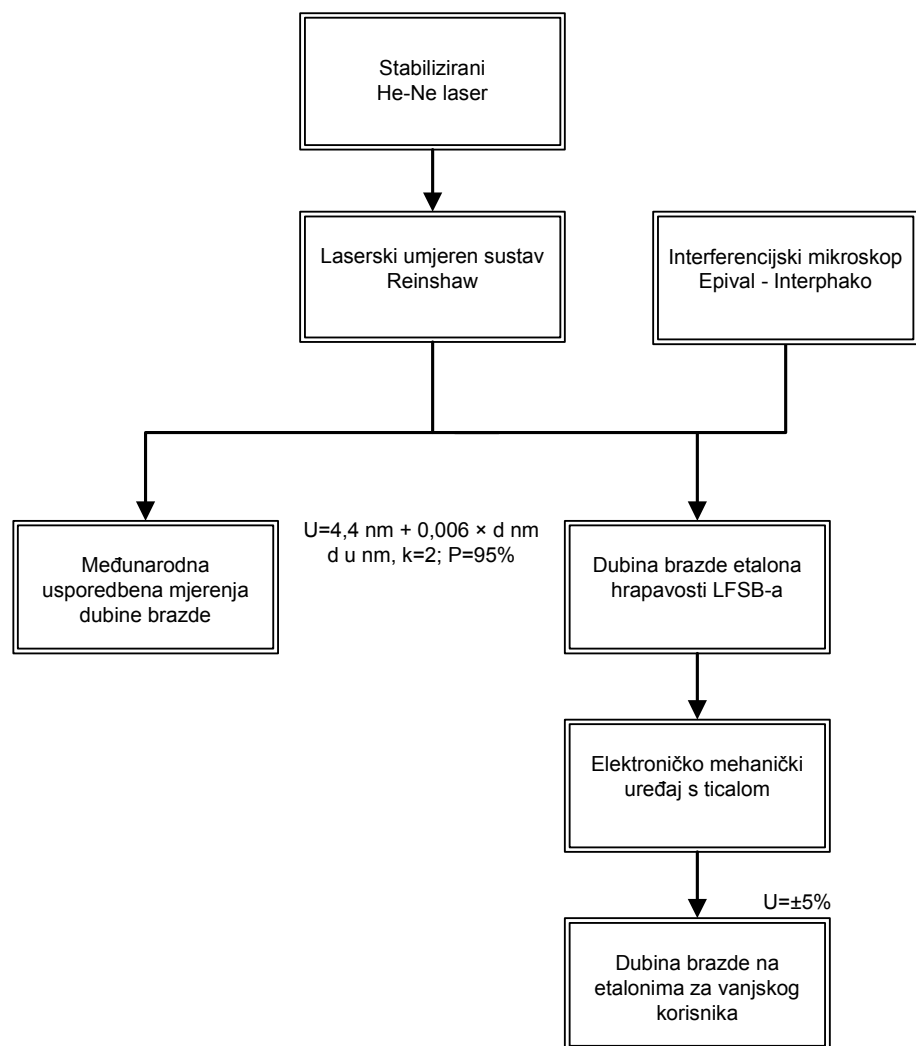 Stabilizirani
He-Ne laser
Laserski umjeren sustav
Reinshaw
Interferencijski mikroskop
Epival - Interphako
Međunarodna
usporedbena mjerenja
dubine brazde
U=4,4 nm + 0,006 × d nm
d u nm, k=2; P=95%
Dubina brazde etalona
hrapavosti LFSB-a
Elektroničko mehanički
uređaj s ticalom
U=±5%
Dubina brazde na
etalonima za vanjskog
korisnika